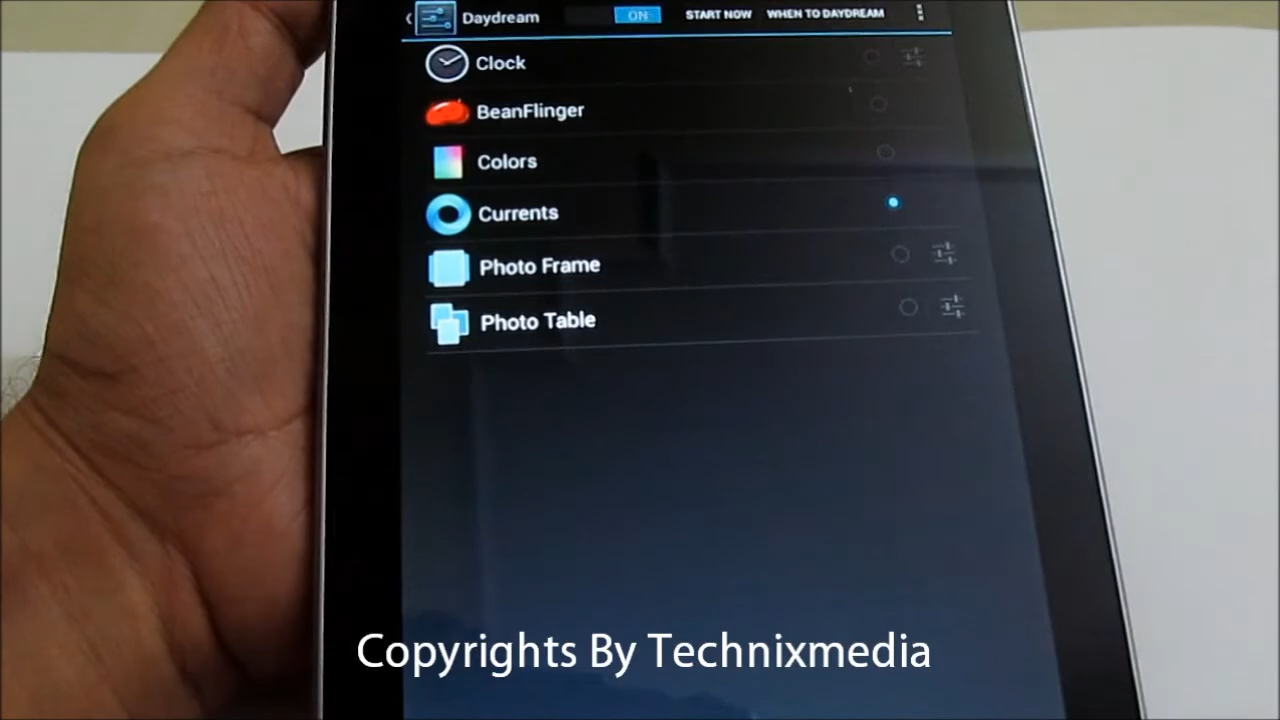 Daydream ON START NOW WHEN TO DAYDREAM
Clock
BeanFlinger
Colors
Currents
Photo Frame
Photo Table
Copyrights By Technixmedia